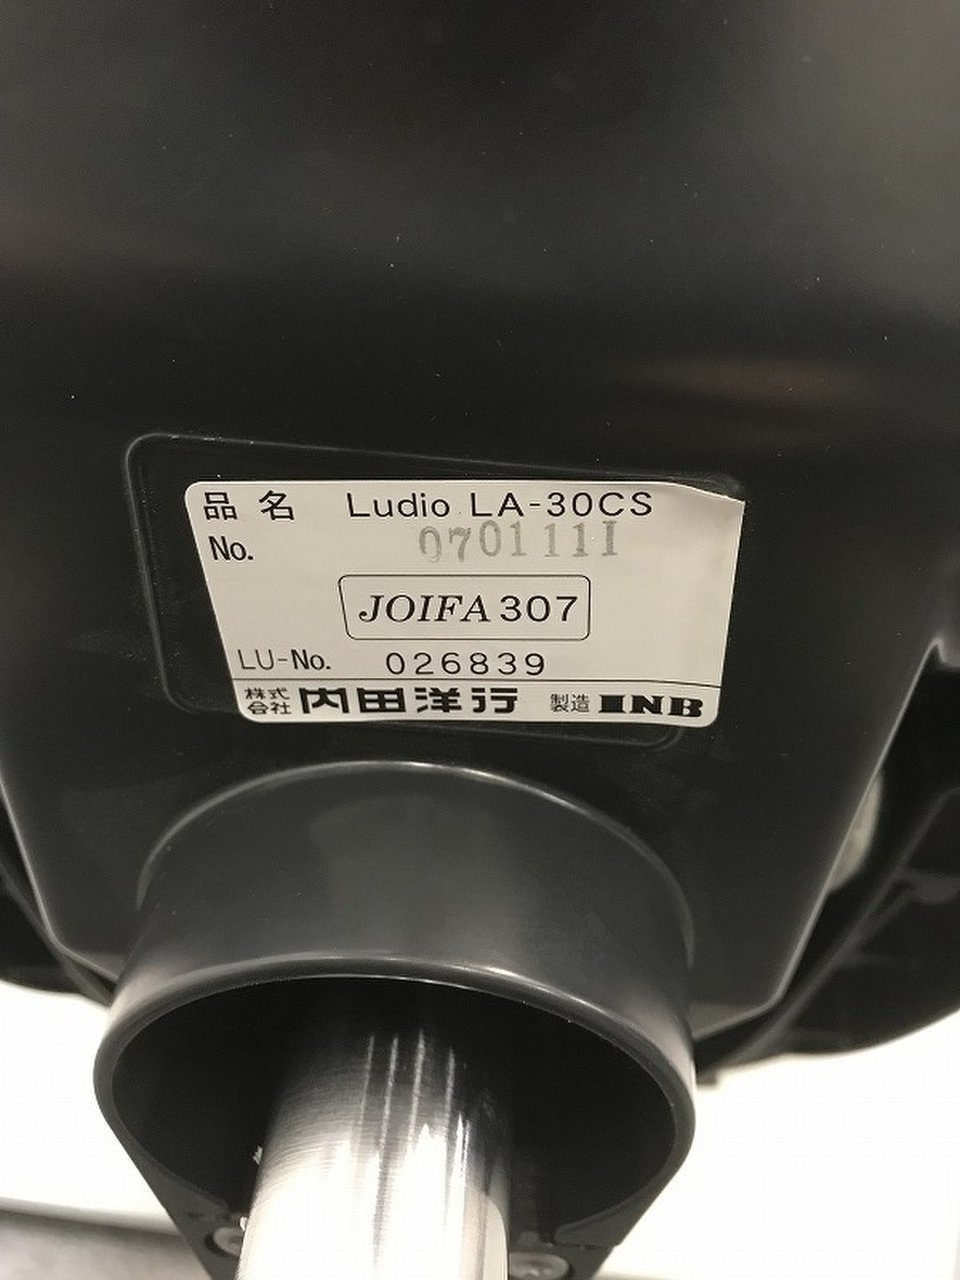 品名 Ludio LA-30CS
No. 0701111
JOIFA 307
LU-No. 026839
株式会社 内田洋行 製造 INB